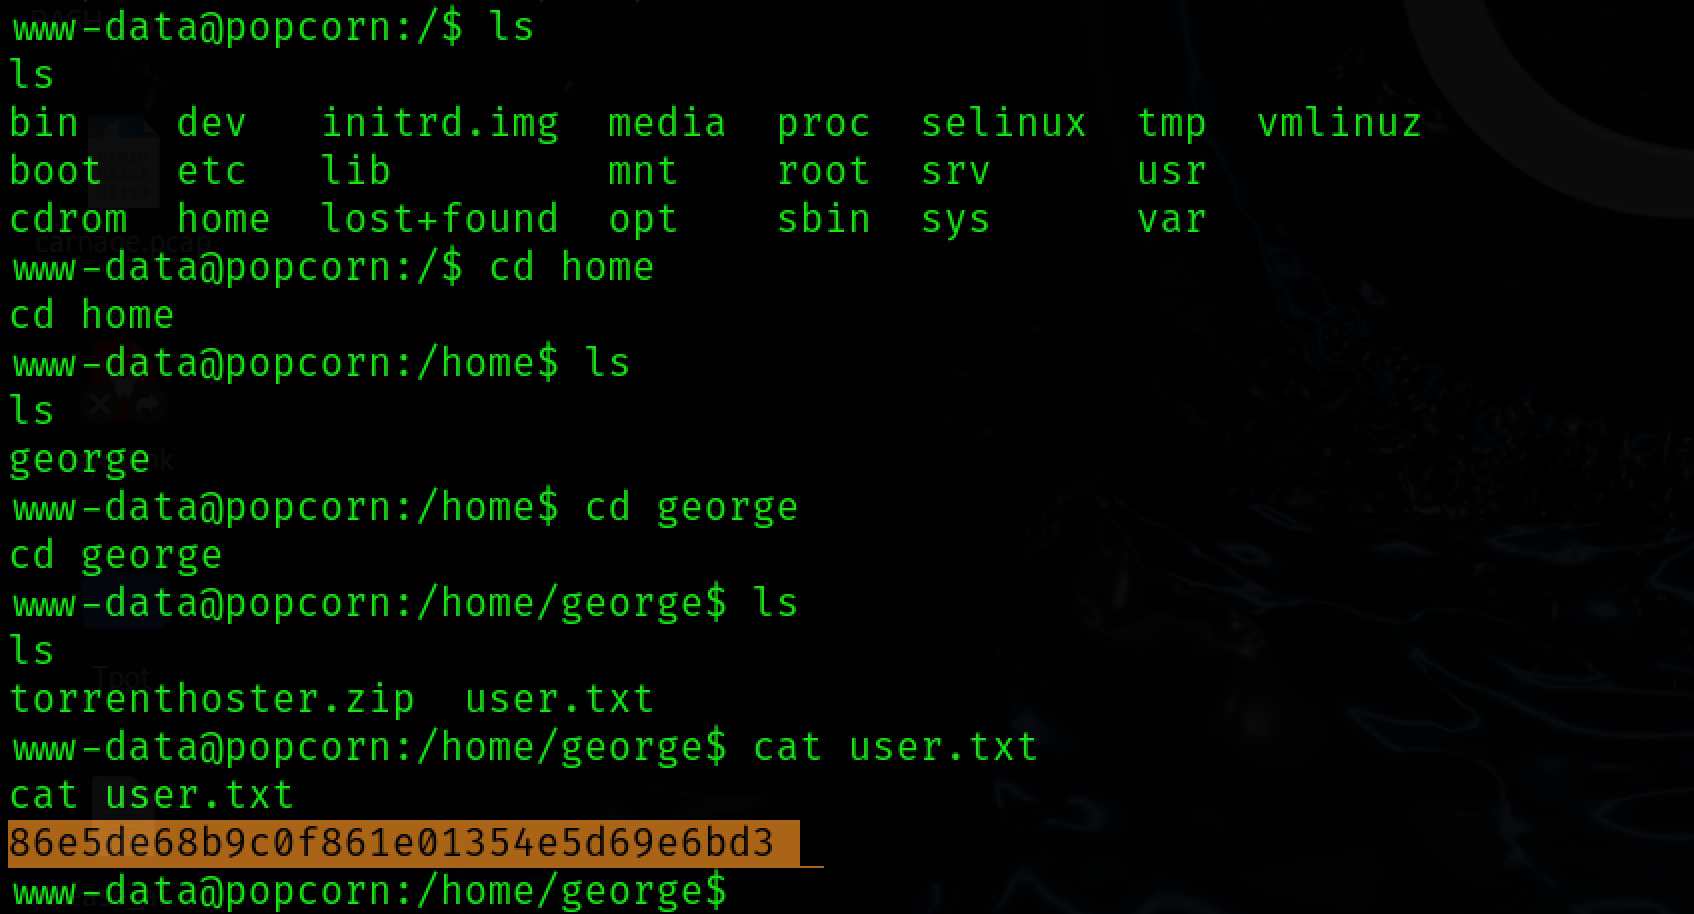 www-data@popcorn:/$ ls
ls
bin    dev   initrd.img  media  proc  selinux  tmp  vmlinuz
boot   etc   lib         mnt    root  srv      usr
cdrom  home  lost+found  opt    sbin  sys      var
www-data@popcorn:/$ cd home
cd home
www-data@popcorn:/home$ ls
ls
george
www-data@popcorn:/home$ cd george
cd george
www-data@popcorn:/home/george$ ls
ls
torrenthoster.zip  user.txt
www-data@popcorn:/home/george$ cat user.txt
cat user.txt
86e5de68b9c0f861e01354e5d69e6bd3
www-data@popcorn:/home/george$
carnage.pcap
Tpot